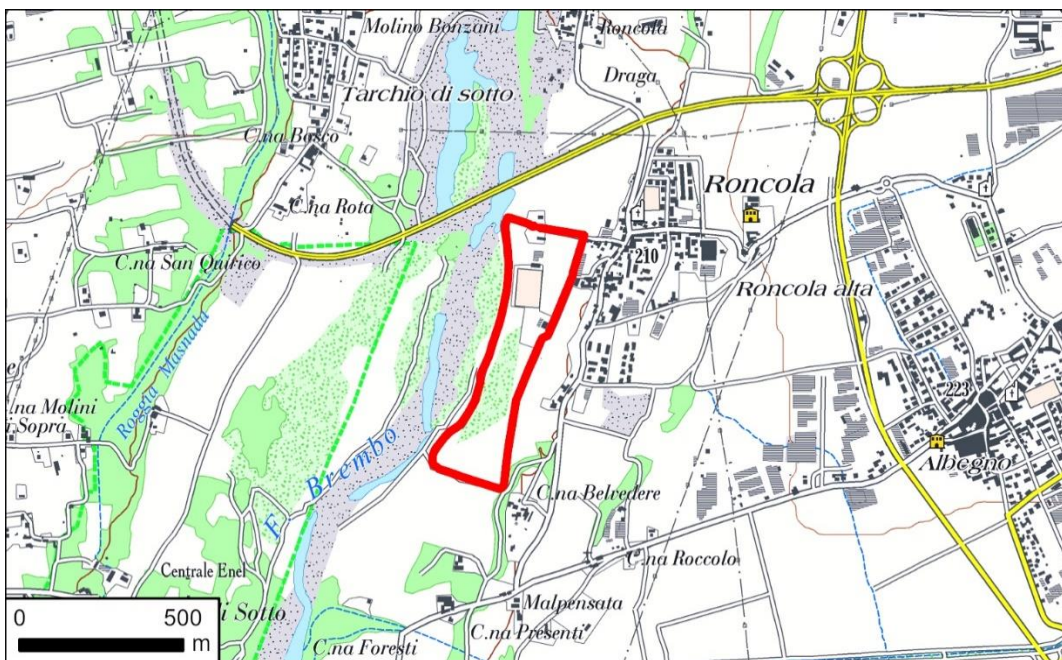 Molino Bonzani
Roncola
Draga
Tarchio di sotto
C.na Bosco
Roncola
C.na Rota
210
C.na San Quirico
Roncola alta
Roggia Masnada
.na Molini
Sopra
223
F. Brembo
Albegno
C.na Belvedere
C.na Roccolo
Centrale Enel
di Sotto
Malpensata
C.na Presenti
C.na Foresti
0 500
m